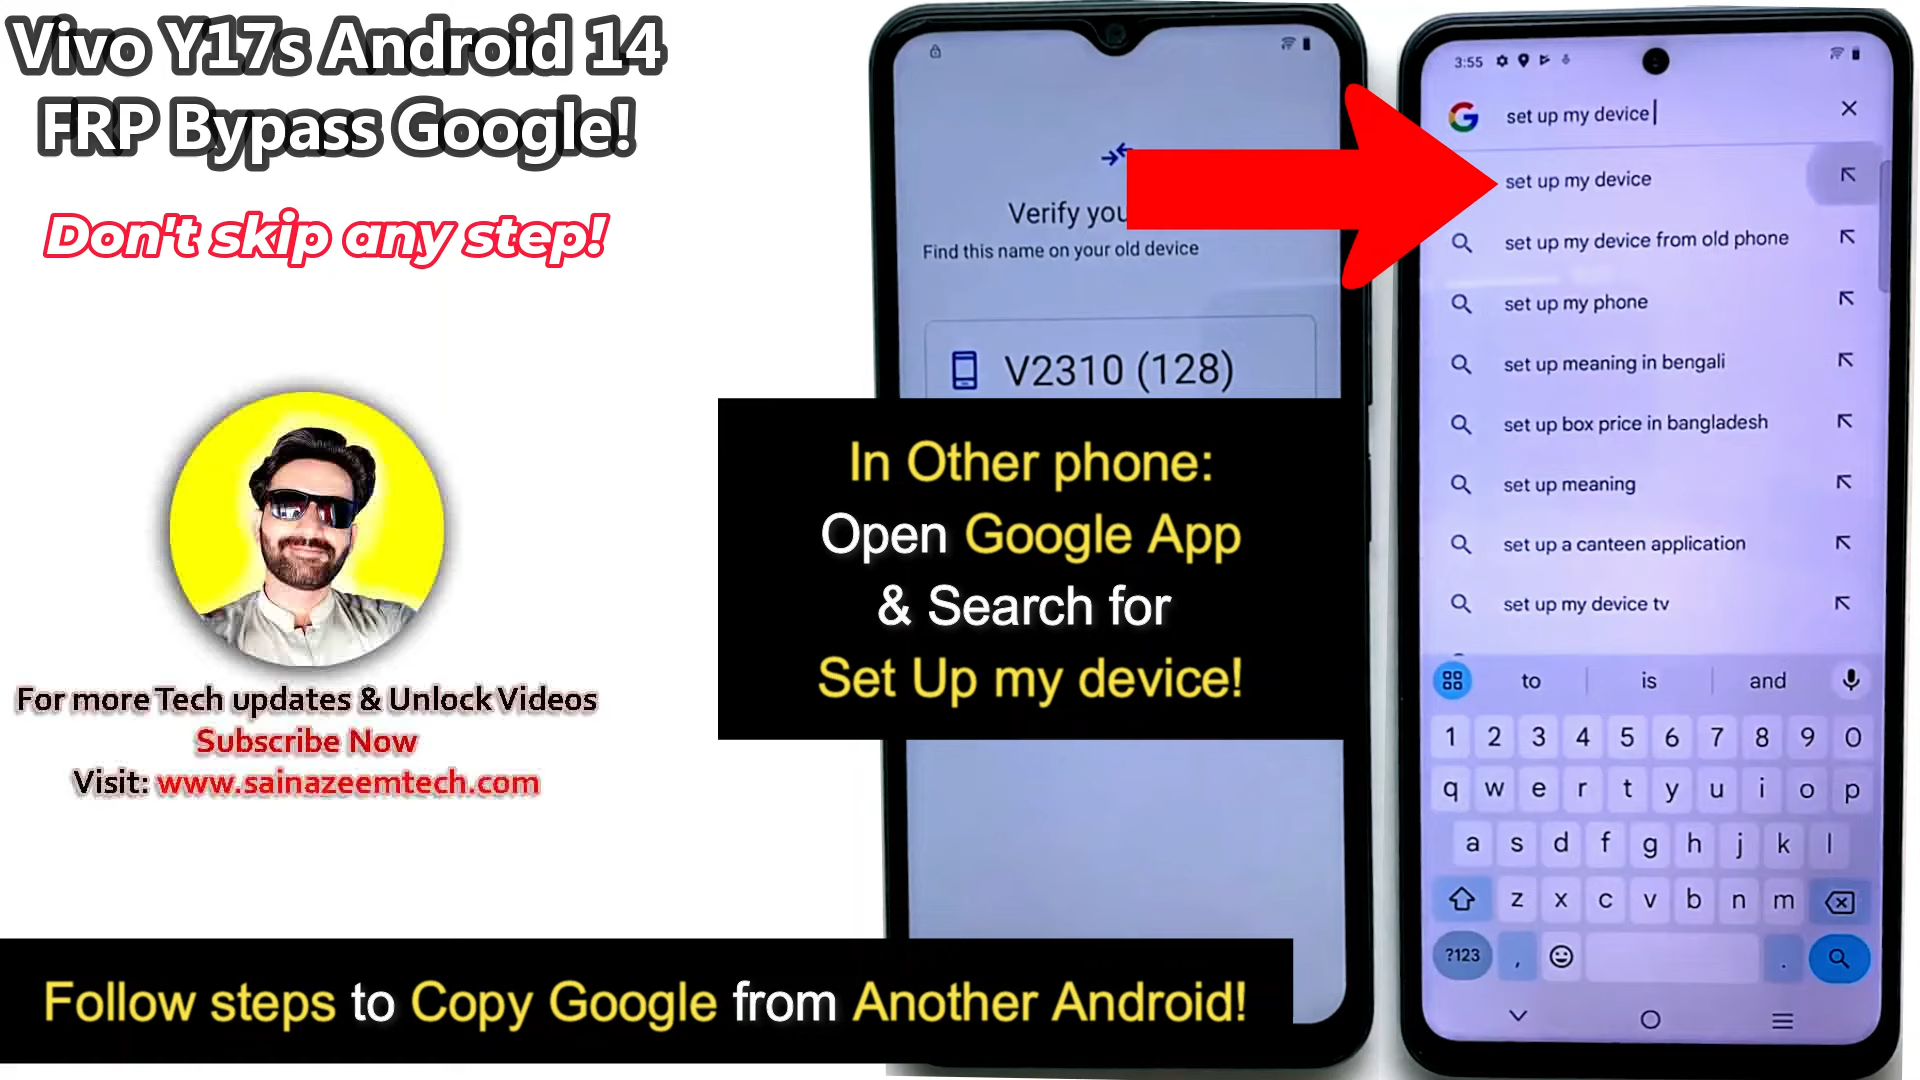 Vivo Y17s Android 14
FRP Bypass Google!
Don't skip any step!
For more Tech updates & Unlock Videos
Subscribe Now
Visit: www.sainazeemtech.com
Verify you
Find this name on your old device
V2310 (128)
In Other phone:
Open Google App
& Search for
Set Up my device!
Follow steps to Copy Google from Another Android!
3:55
set up my device
set up my device
set up my device from old phone
set up my phone
set up meaning in bengali
set up box price in bangladesh
set up meaning
set up a canteen application
set up my device tv
to is and
1 2 3 4 5 6 7 8 9 0
q w e r t y u i o p
a s d f g h j k l
z x c v b n m
?123 , .